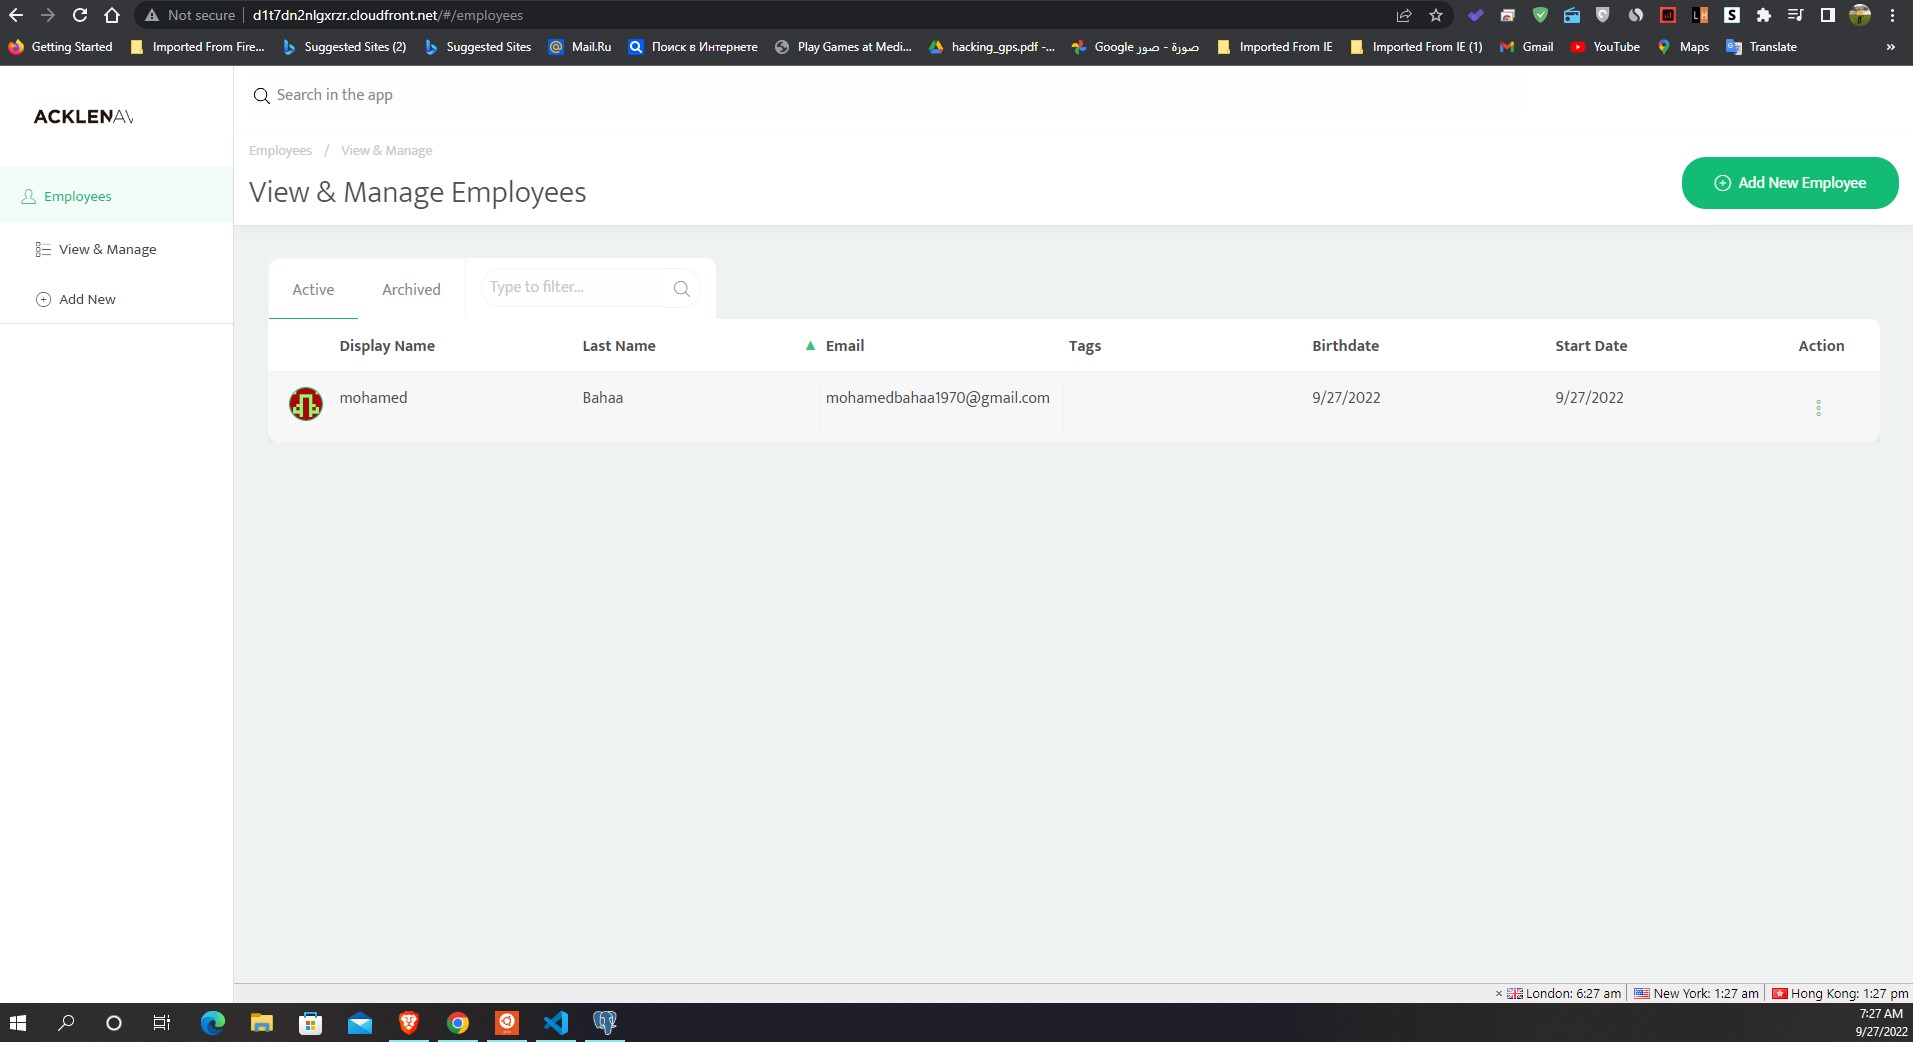 Not secure d1t7dn2nlgxrzr.cloudfront.net/#/employees
Getting Started Imported From Fire... Suggested Sites (2) Suggested Sites Mail.Ru Поиск в Интернете Play Games at Medi... hacking_gps.pdf -... Google صورة - صور Imported From IE Imported From IE (1) Gmail YouTube Maps Translate »
ACKLENAV
Search in the app
Employees / View & Manage
View & Manage Employees
Add New Employee
Employees
View & Manage
Add New
Active Archived Type to filter...
Display Name Last Name ▲ Email Tags Birthdate Start Date Action
mohamed Bahaa mohamedbahaa1970@gmail.com 9/27/2022 9/27/2022
× London: 6:27 am New York: 1:27 am Hong Kong: 1:27 pm
7:27 AM
9/27/2022